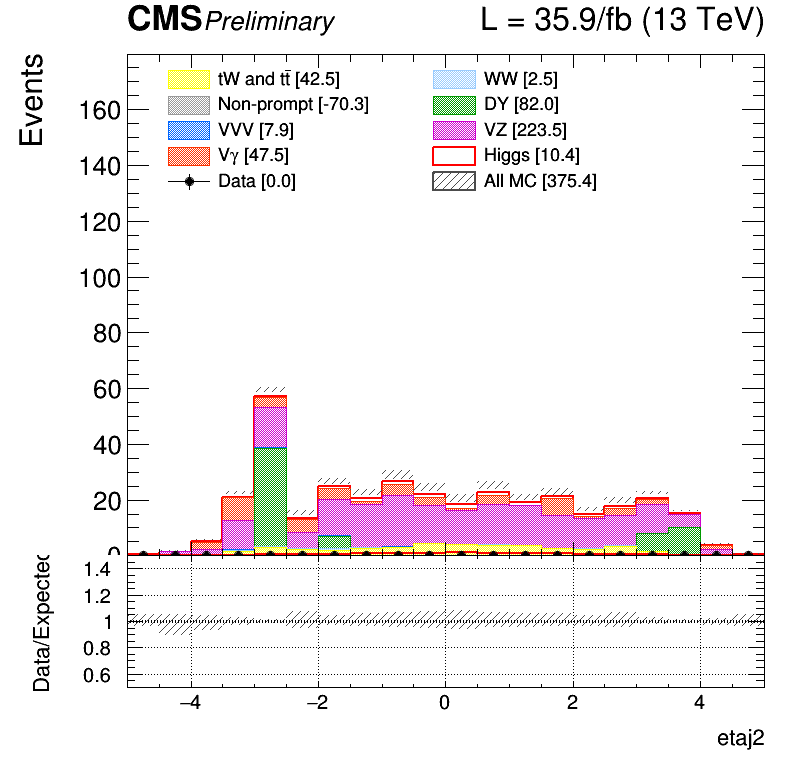 CMS Preliminary L = 35.9/fb (13 TeV)
Events
tW and tt̄ [42.5] WW [2.5]
Non-prompt [-70.3] DY [82.0]
VVV [7.9] VZ [223.5]
Vγ [47.5] Higgs [10.4]
Data [0.0] All MC [375.4]
160
140
120
100
80
60
40
20
0
Data/Expected
1.4
1.2
1
0.8
0.6
−4 −2 0 2 4
etaj2